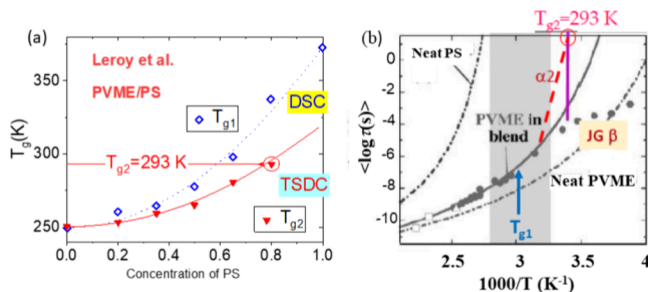 (a)
Leroy et al.
PVME/PS
DSC
T_g1
T_g2=293 K
TSDC
T_g2
T_g(K)
375
350
325
300
275
250
0.0 0.2 0.4 0.6 0.8 1.0
Concentration of PS
T_g2=293 K
(b)
Neat PS
α2
PVME in
blend
JG β
Neat PVME
T_g1
<log τ(s)>
0
-2
-4
-6
-8
-10
2.5 3 3.5 4
1000/T (K⁻¹)